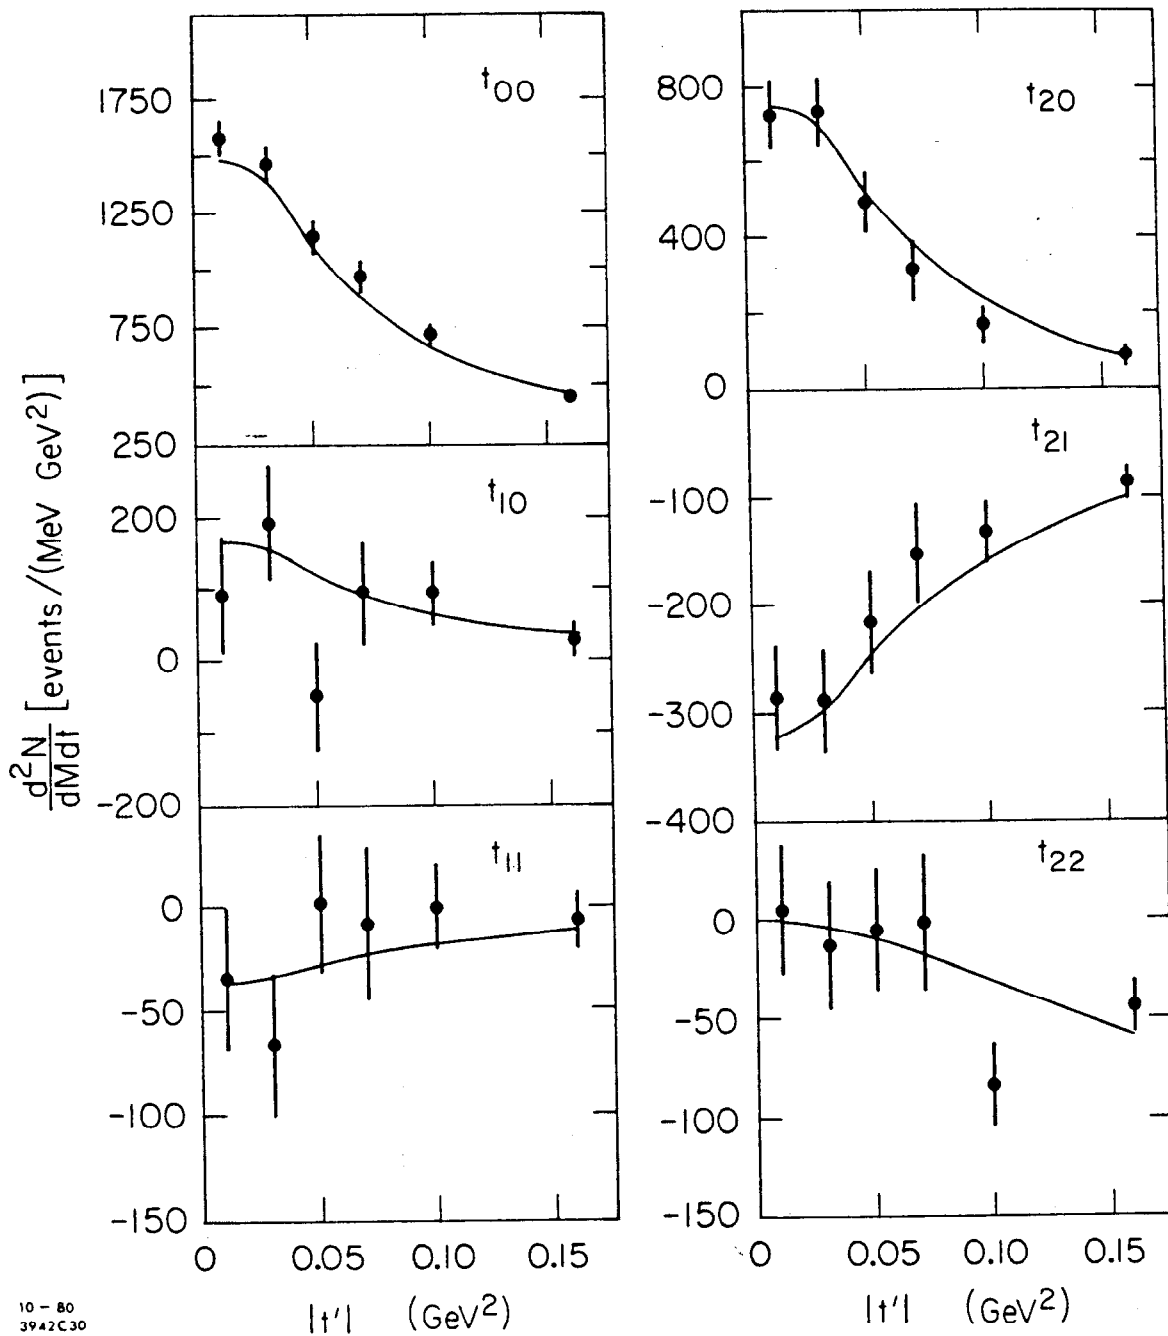 d²N/dMdt [events/(MeV GeV²)]
t₀₀
1750
1250
750
250
t₁₀
200
0
-200
t₁₁
0
-50
-100
-150
0 0.05 0.10 0.15
|t'| (GeV²)
t₂₀
800
400
0
t₂₁
-100
-200
-300
-400
t₂₂
0
-50
-100
-150
0 0.05 0.10 0.15
|t'| (GeV²)
10 - 80
3942C30